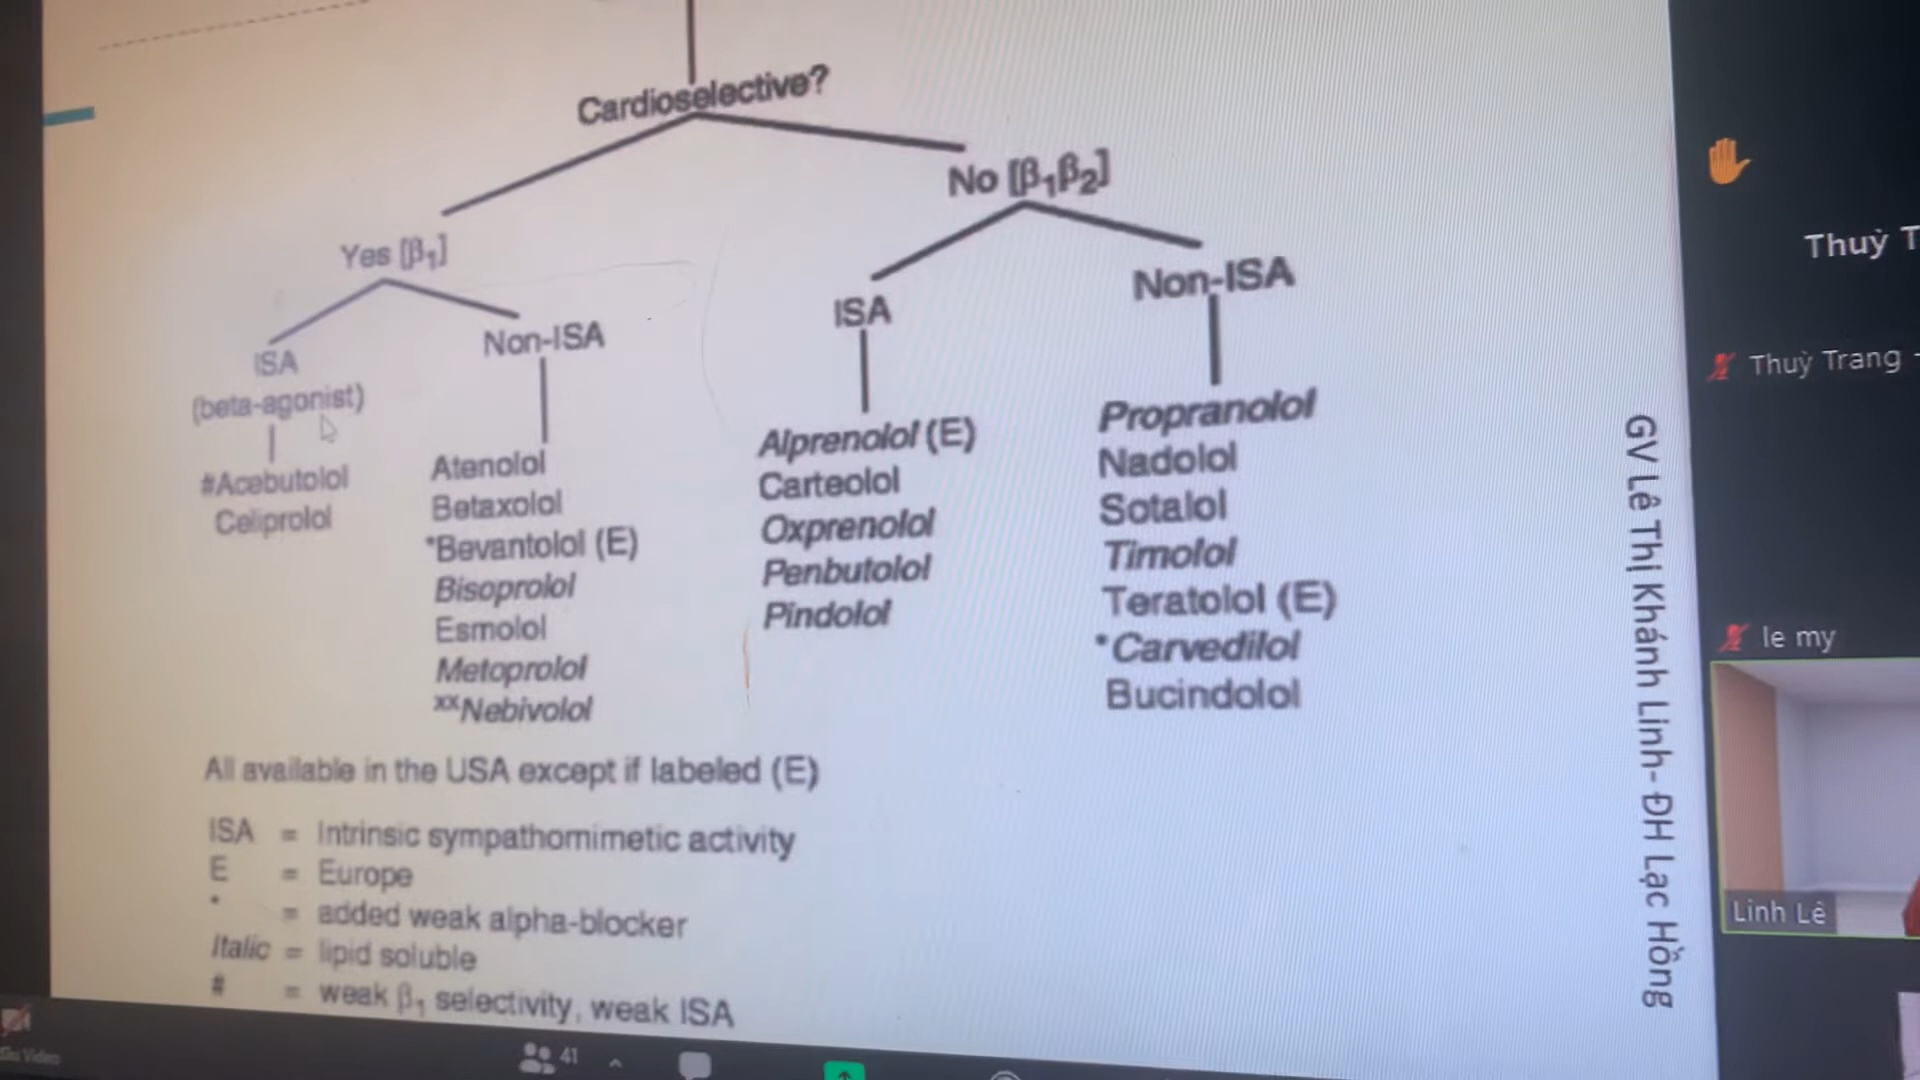 Cardioselective?
No [β₁β₂]
Yes [β₁]
ISA
Non-ISA
ISA
Non-ISA
(beta-agonist)
#Acebutolol
Celiprolol
Atenolol
Betaxolol
*Bevantolol (E)
Bisoprolol
Esmolol
Metoprolol
xxNebivolol
Alprenolol (E)
Carteolol
Oxprenolol
Penbutolol
Pindolol
Propranolol
Nadolol
Sotalol
Timolol
Teratolol (E)
*Carvedilol
Bucindolol
All available in the USA except if labeled (E)
ISA = Intrinsic sympathomimetic activity
E = Europe
* = added weak alpha-blocker
Italic = lipid soluble
# = weak β₁ selectivity, weak ISA
GV Lê Thị Khánh Linh- ĐH Lạc Hồng
Thuỳ T
Thuỳ Trang -
le my
Linh Lê
41
Video